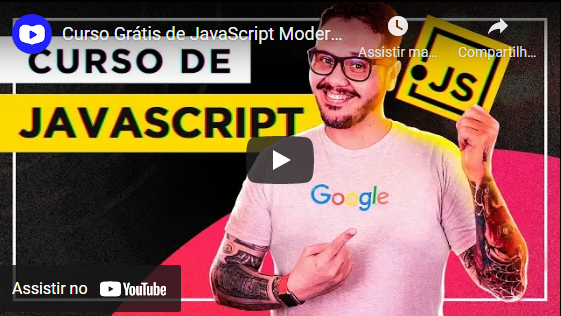 Curso Grátis de JavaScript Moder...
Assistir ma...
Compartilh...
CURSO DE
JAVASCRIPT
JS
Google
Assistir no YouTube